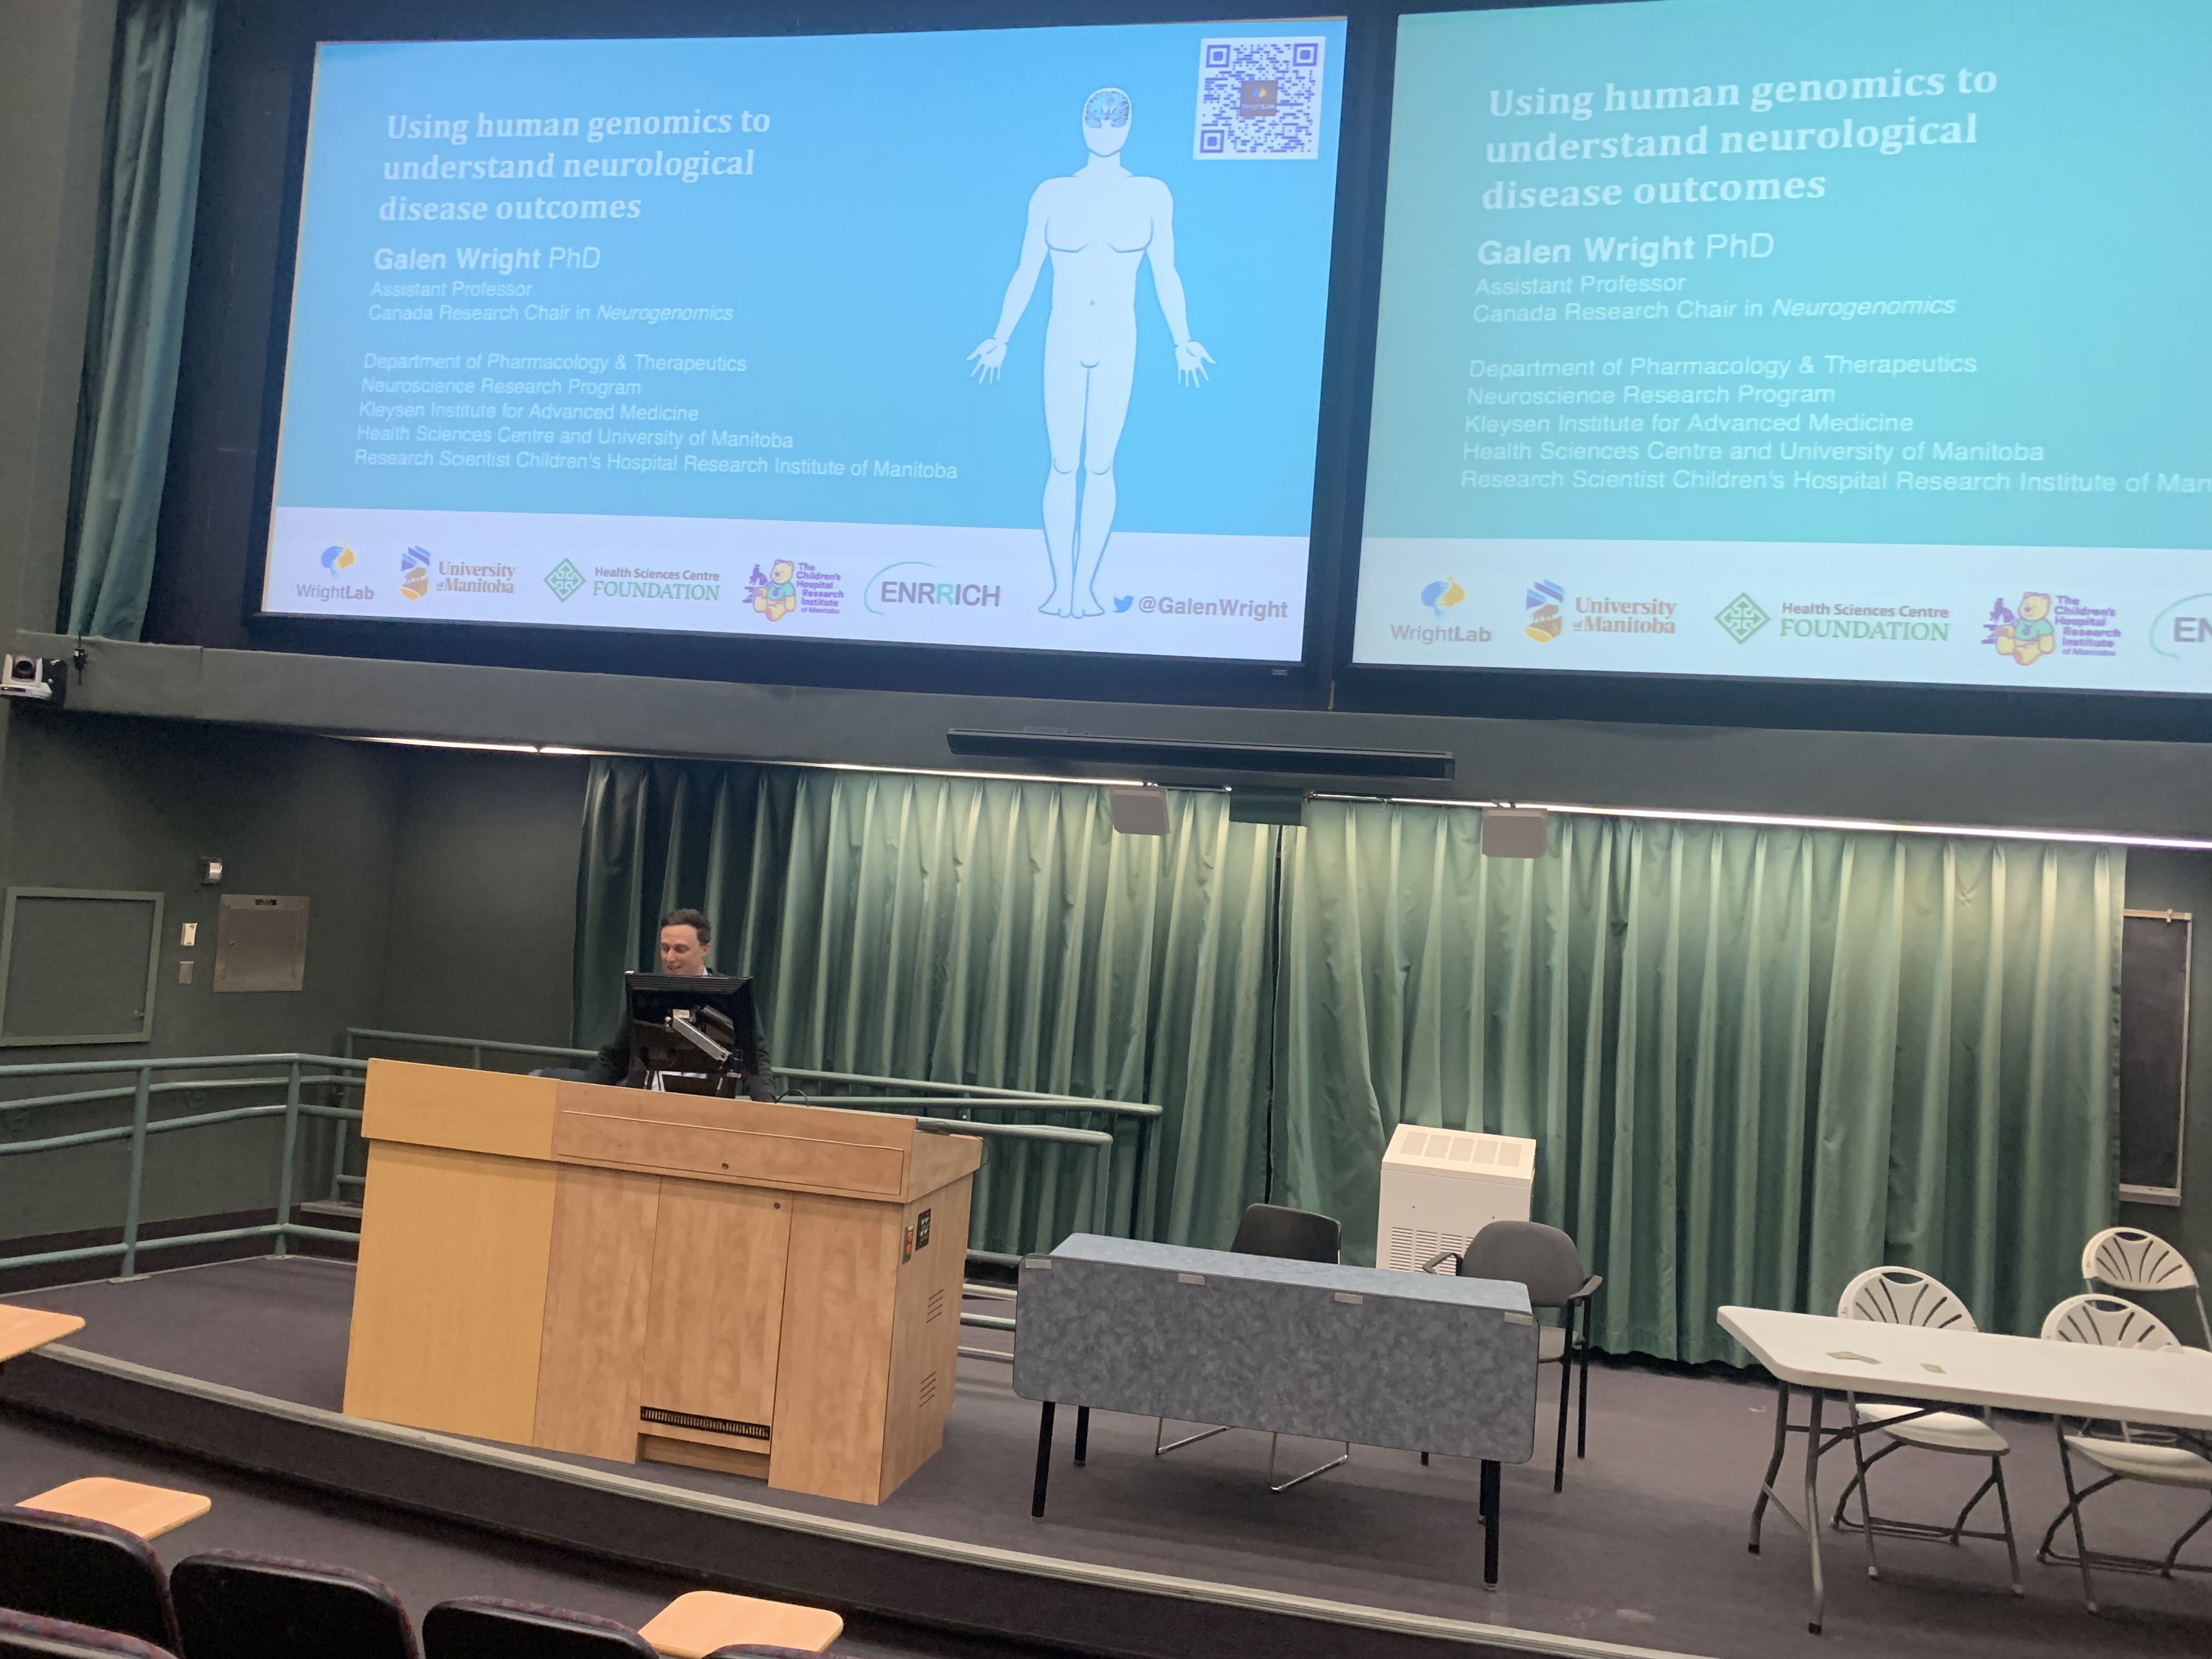 Using human genomics to
understand neurological
disease outcomes
Galen Wright PhD
Assistant Professor
Canada Research Chair in Neurogenomics
Department of Pharmacology & Therapeutics
Neuroscience Research Program
Kleysen Institute for Advanced Medicine
Health Sciences Centre and University of Manitoba
Research Scientist Children's Hospital Research Institute of Manitoba
WrightLab
University
of Manitoba
Health Sciences Centre
FOUNDATION
The
Children's
Hospital
Research
Institute
of Manitoba
ENRRICH
@GalenWright
Using human genomics to
understand neurological
disease outcomes
Galen Wright PhD
Assistant Professor
Canada Research Chair in Neurogenomics
Department of Pharmacology & Therapeutics
Neuroscience Research Program
Kleysen Institute for Advanced Medicine
Health Sciences Centre and University of Manitoba
Research Scientist Children's Hospital Research Institute of Man
WrightLab
University
of Manitoba
Health Sciences Centre
FOUNDATION
The
Children's
Hospital
Research
Institute
of Manitoba
EN